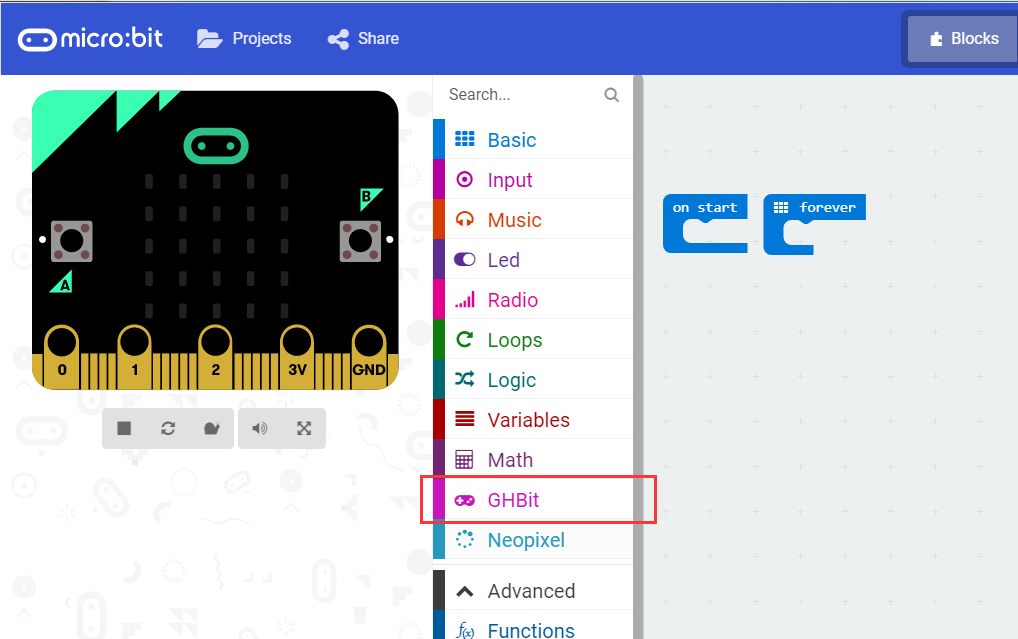 micro:bit Projects Share Blocks
Search...
Basic
Input
Music
Led
Radio
Loops
Logic
Variables
Math
GHBit
Neopixel
Advanced
f(x) Functions
B
A
0 1 2 3V GND
on start forever